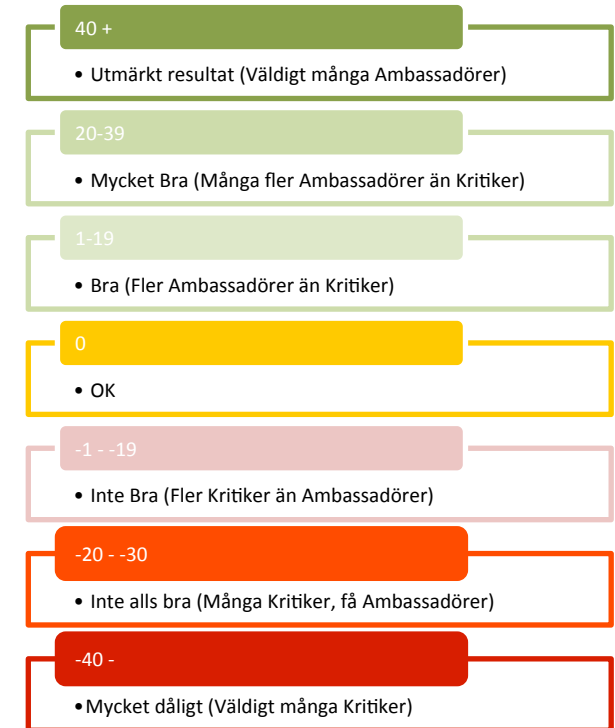 40 +
• Utmärkt resultat (Väldigt många Ambassadörer)
20-39
• Mycket Bra (Många fler Ambassadörer än Kritiker)
1-19
• Bra (Fler Ambassadörer än Kritiker)
0
• OK
-1 - -19
• Inte Bra (Fler Kritiker än Ambassadörer)
-20 - -30
• Inte alls bra (Många Kritiker, få Ambassadörer)
-40 -
•Mycket dåligt (Väldigt många Kritiker)